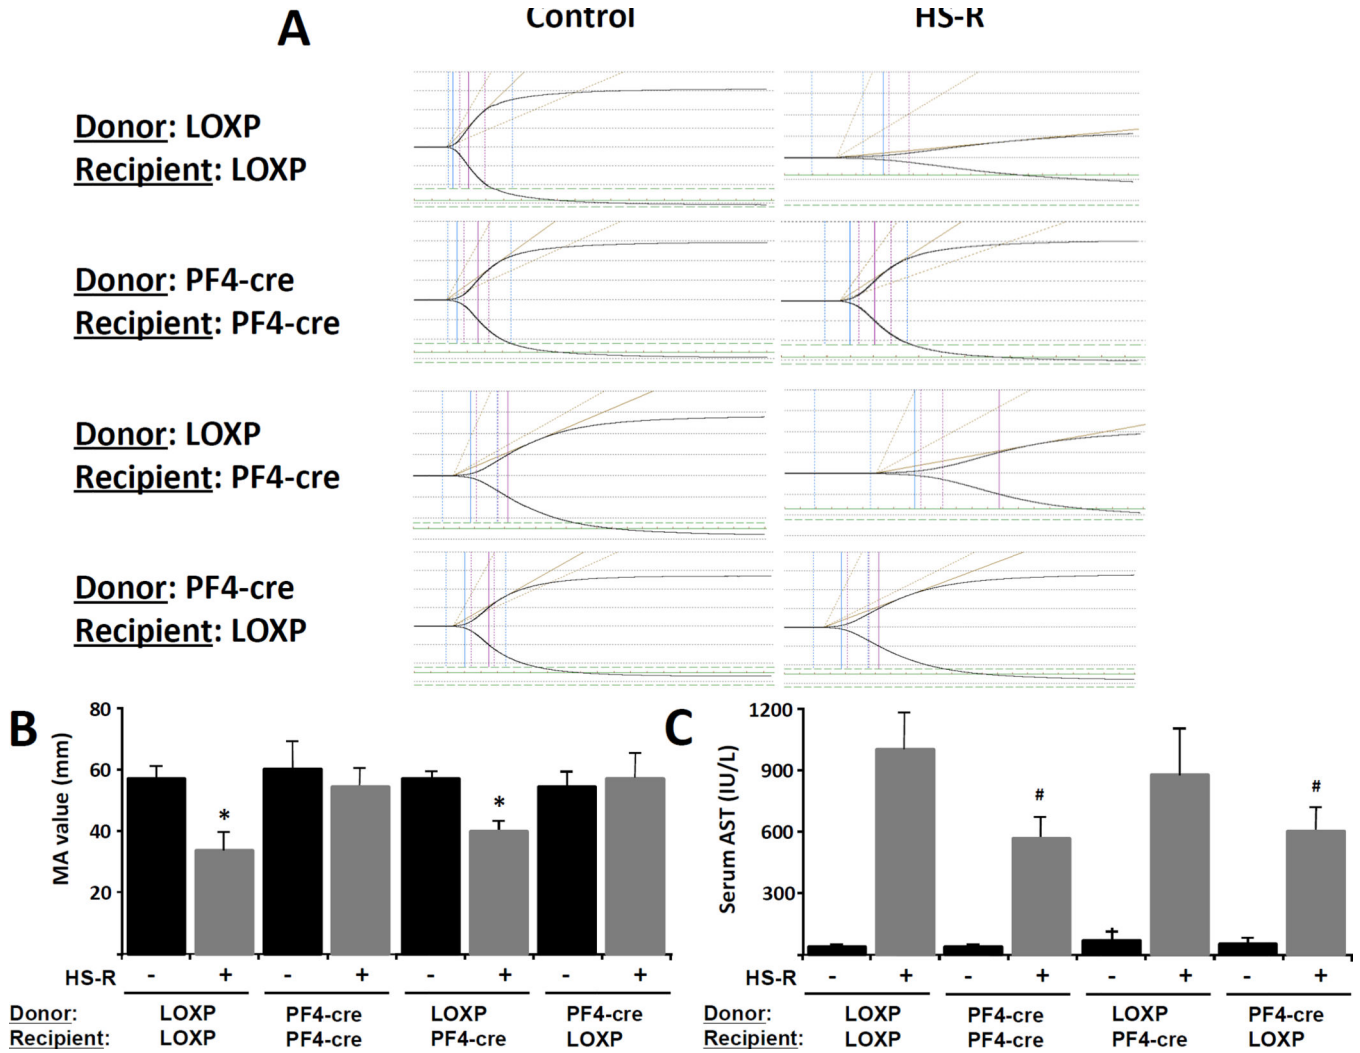 A
Control
HS-R
Donor: LOXP
Recipient: LOXP
Donor: PF4-cre
Recipient: PF4-cre
Donor: LOXP
Recipient: PF4-cre
Donor: PF4-cre
Recipient: LOXP
B
MA value (mm)
80
60
40
20
*
*
HS-R
- + - + - + - +
Donor: LOXP PF4-cre LOXP PF4-cre
Recipient: LOXP PF4-cre PF4-cre LOXP
C
Serum AST (IU/L)
1200
900
600
300
#
#
HS-R
- + - + - + - +
Donor: LOXP PF4-cre LOXP PF4-cre
Recipient: LOXP PF4-cre PF4-cre LOXP